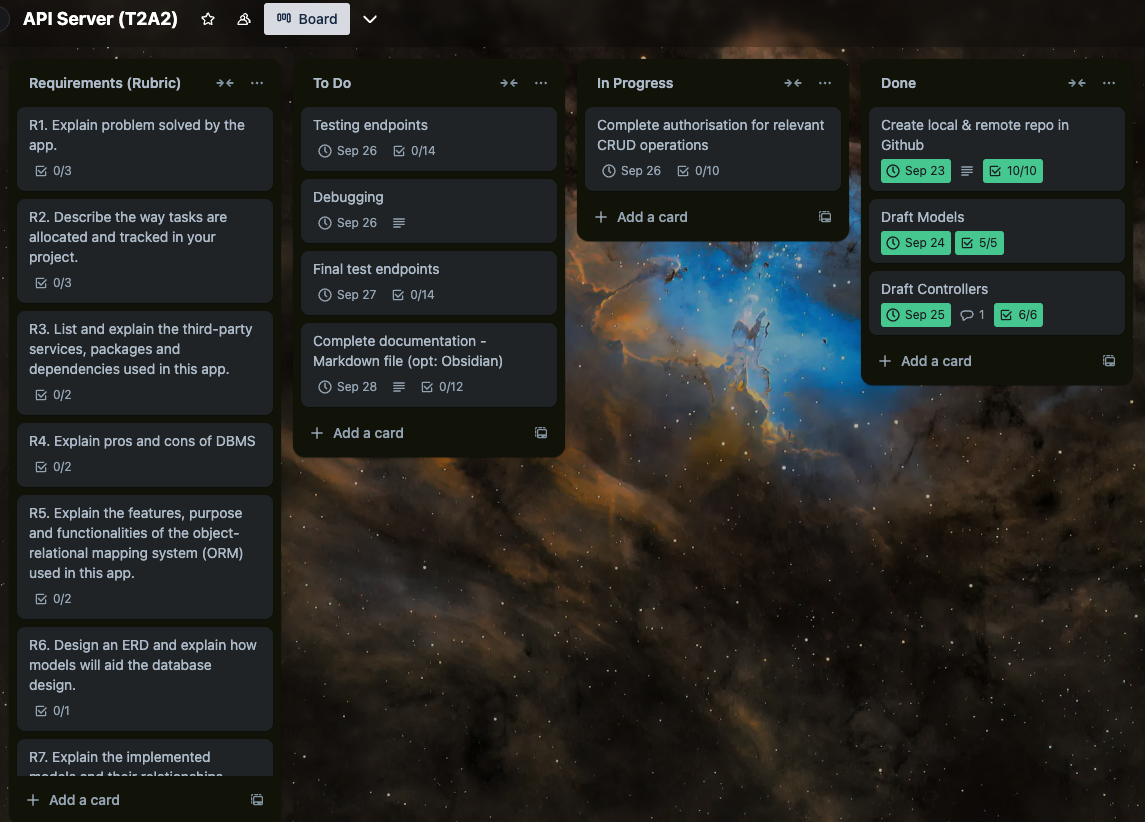 API Server (T2A2)
Board
Requirements (Rubric)
R1. Explain problem solved by the
app.
0/3
R2. Describe the way tasks are
allocated and tracked in your
project.
0/3
R3. List and explain the third-party
services, packages and
dependencies used in this app.
0/2
R4. Explain pros and cons of DBMS
0/2
R5. Explain the features, purpose
and functionalities of the object-
relational mapping system (ORM)
used in this app.
0/2
R6. Design an ERD and explain how
models will aid the database
design.
0/1
R7. Explain the implemented
models and their relationships
+ Add a card
To Do
Testing endpoints
Sep 26 0/14
Debugging
Sep 26
Final test endpoints
Sep 27 0/14
Complete documentation -
Markdown file (opt: Obsidian)
Sep 28 0/12
+ Add a card
In Progress
Complete authorisation for relevant
CRUD operations
Sep 26 0/10
+ Add a card
Done
Create local & remote repo in
Github
Sep 23 10/10
Draft Models
Sep 24 5/5
Draft Controllers
Sep 25 1 6/6
+ Add a card